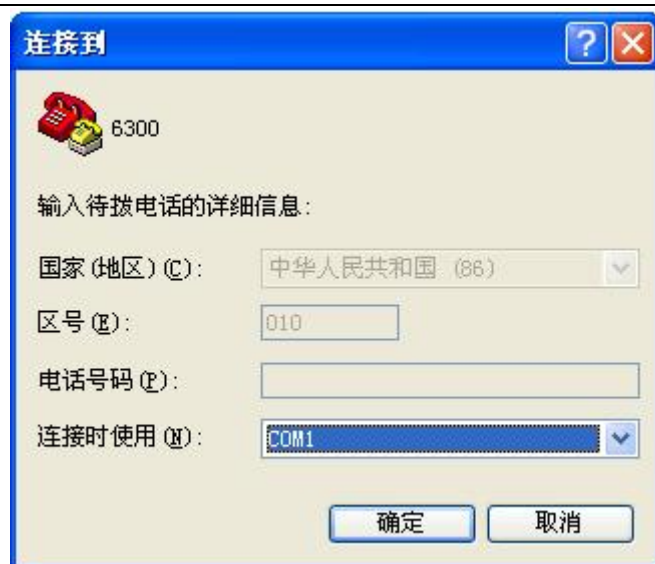 连接到
6300
输入待拨电话的详细信息:
国家(地区)(C): 中华人民共和国 (86)
区号(E): 010
电话号码(P):
连接时使用(N): COM1
确定 取消